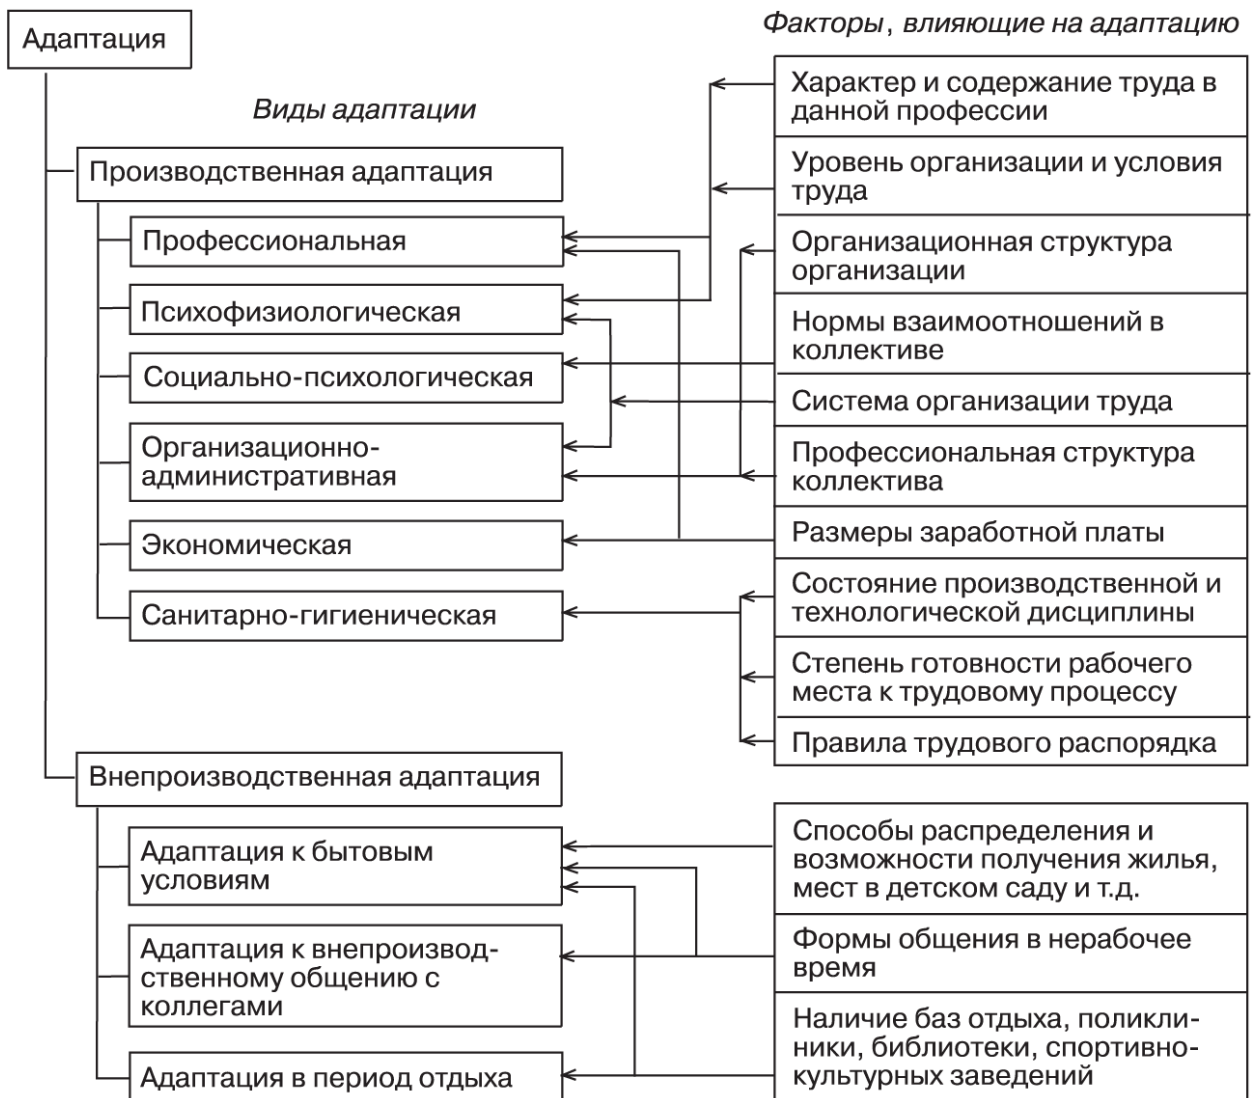 Адаптация
Факторы, влияющие на адаптацию
Виды адаптации
Производственная адаптация
Профессиональная
Психофизиологическая
Социально-психологическая
Организационно-
административная
Экономическая
Санитарно-гигиеническая
Характер и содержание труда в
данной профессии
Уровень организации и условия
труда
Организационная структура
организации
Нормы взаимоотношений в
коллективе
Система организации труда
Профессиональная структура
коллектива
Размеры заработной платы
Состояние производственной и
технологической дисциплины
Степень готовности рабочего
места к трудовому процессу
Правила трудового распорядка
Внепроизводственная адаптация
Адаптация к бытовым
условиям
Адаптация к внепроизвод-
ственному общению с
коллегами
Адаптация в период отдыха
Способы распределения и
возможности получения жилья,
мест в детском саду и т.д.
Формы общения в нерабочее
время
Наличие баз отдыха, поликли-
ники, библиотеки, спортивно-
культурных заведений